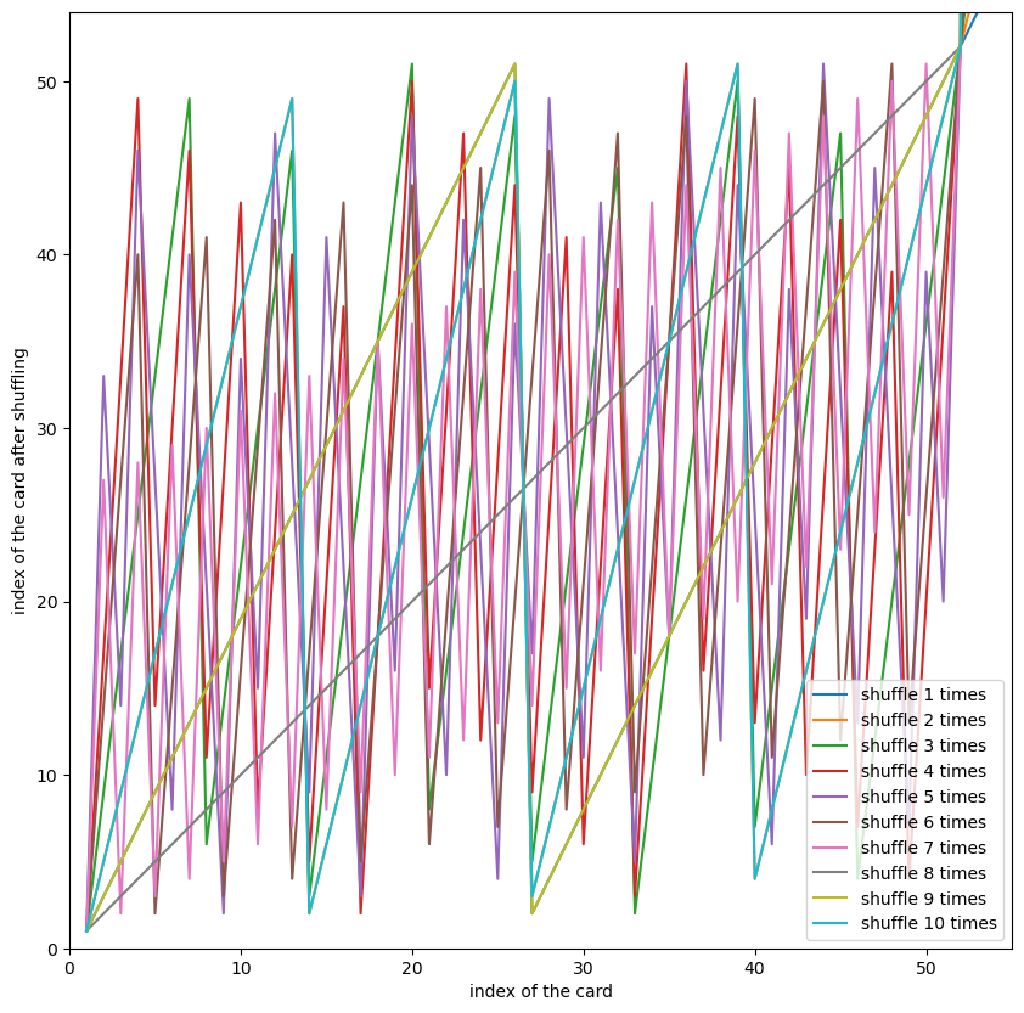 index of the card after shuffling
50
40
30
20
10
0
0 10 20 30 40 50
index of the card
shuffle 1 times
shuffle 2 times
shuffle 3 times
shuffle 4 times
shuffle 5 times
shuffle 6 times
shuffle 7 times
shuffle 8 times
shuffle 9 times
shuffle 10 times